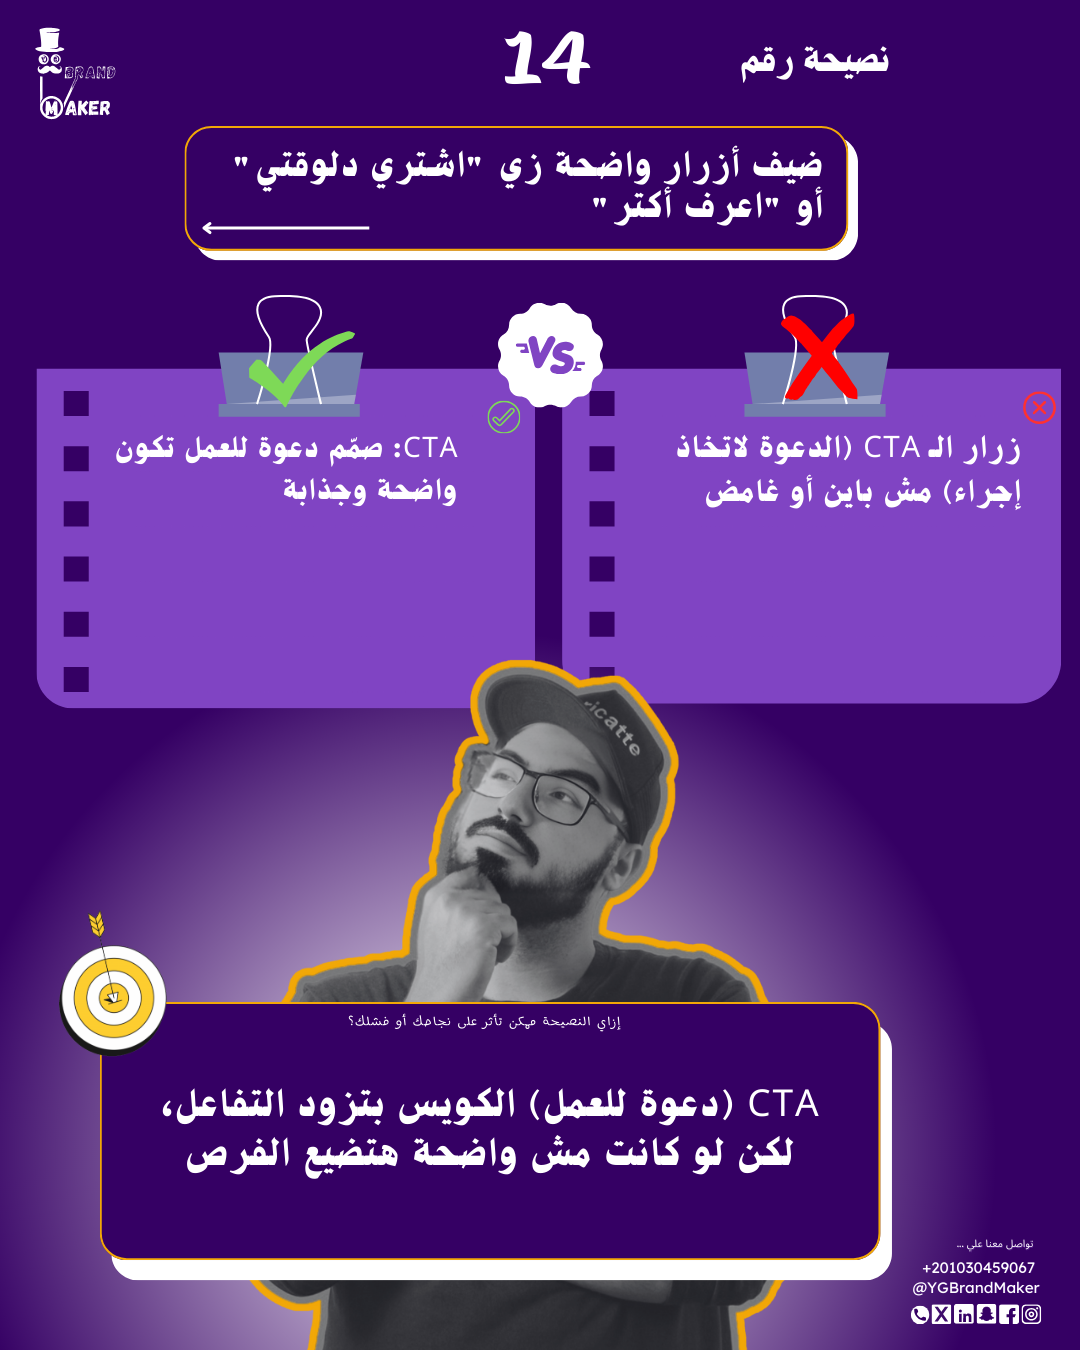 BRAND
MAKER
نصيحة رقم 14
ضيف أزرار واضحة زي "اشتري دلوقتي"
أو "اعرف أكتر"
VS
زرار الـ CTA (الدعوة لاتخاذ
إجراء) مش باين أو غامض
CTA: صمّم دعوة للعمل تكون
واضحة وجذابة
icatte
إزاي النصيحة ممكن تأثر على نجاحك أو فشلك؟
CTA (دعوة للعمل) الكويس بتزود التفاعل،
لكن لو كانت مش واضحة هتضيع الفرص
تواصل معنا علي ...
+201030459067
@YGBrandMaker